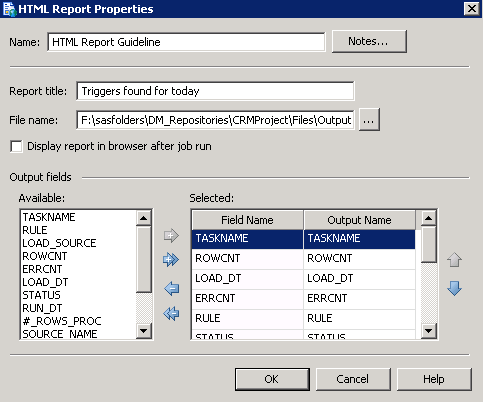 HTML Report Properties
Name: HTML Report Guideline Notes...
Report title: Triggers found for today
File name: F:\sasfolders\DM_Repositories\CRMProject\Files\Output ...
Display report in browser after job run
Output fields
Available: Selected:
Field Name Output Name
TASKNAME
RULE
LOAD_SOURCE
ROWCNT
ERRCNT
LOAD_DT
STATUS
RUN_DT
#_ROWS_PROC
SOURCE_NAME
TASKNAME TASKNAME
ROWCNT ROWCNT
LOAD_DT LOAD_DT
ERRCNT ERRCNT
RULE RULE
STATUS STATUS
OK Cancel Help